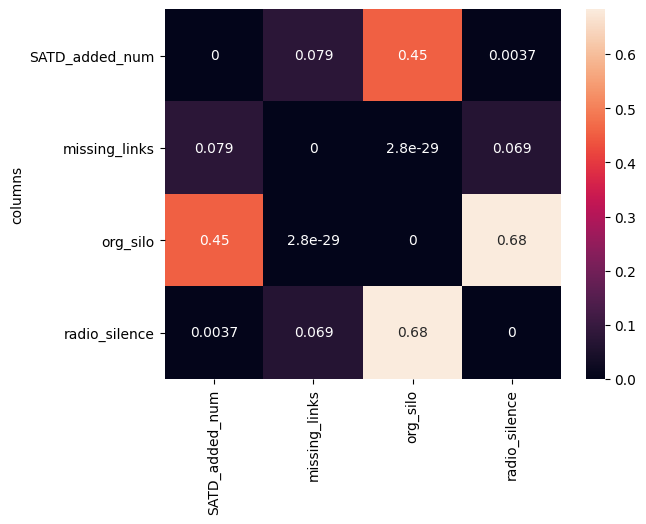 SATD_added_num 0 0.079 0.45 0.0037
missing_links 0.079 0 2.8e-29 0.069
org_silo 0.45 2.8e-29 0 0.68
radio_silence 0.0037 0.069 0.68 0
columns
SATD_added_num
missing_links
org_silo
radio_silence
0.6
0.5
0.4
0.3
0.2
0.1
0.0